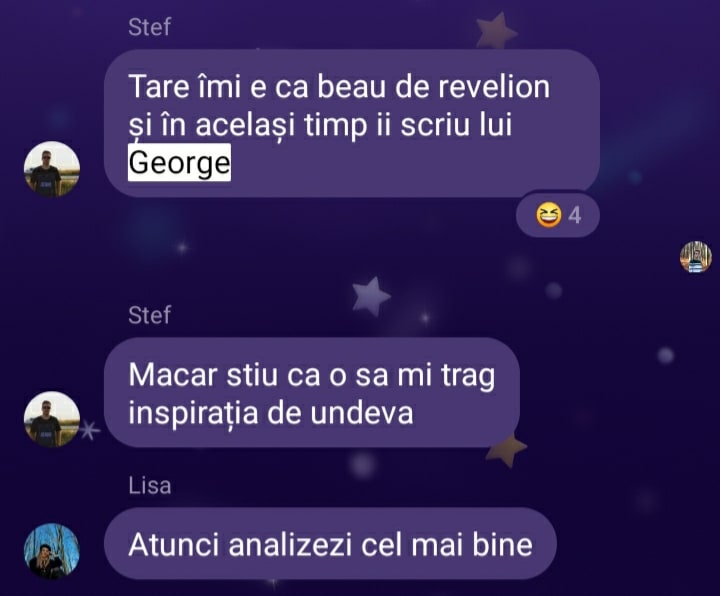 Stef
Tare îmi e ca beau de revelion
și în același timp ii scriu lui
George
4
Stef
Macar stiu ca o sa mi trag
inspirația de undeva
Lisa
Atunci analizezi cel mai bine